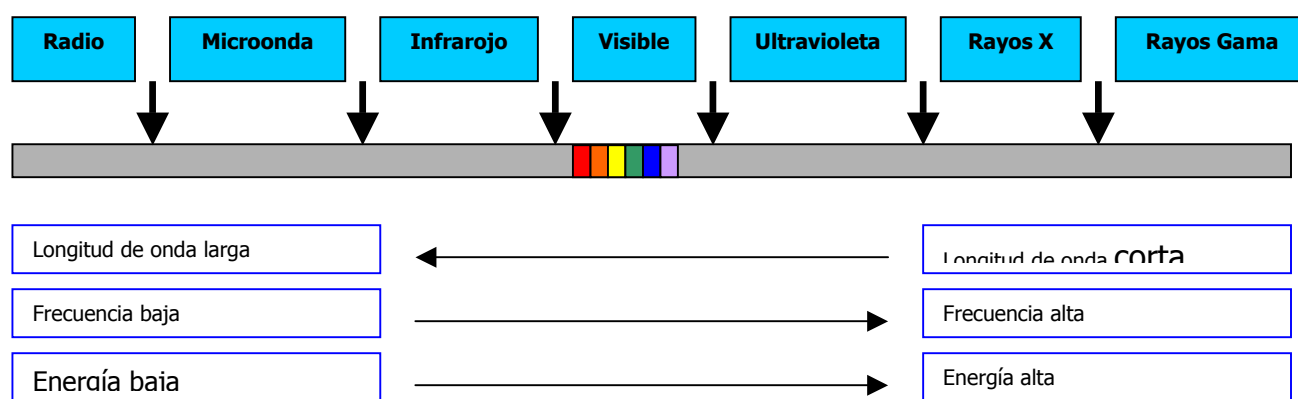 Radio
Microonda
Infrarojo
Visible
Ultravioleta
Rayos X
Rayos Gama
Longitud de onda larga
Longitud de onda corta
Frecuencia baja
Frecuencia alta
Energía baja
Energía alta